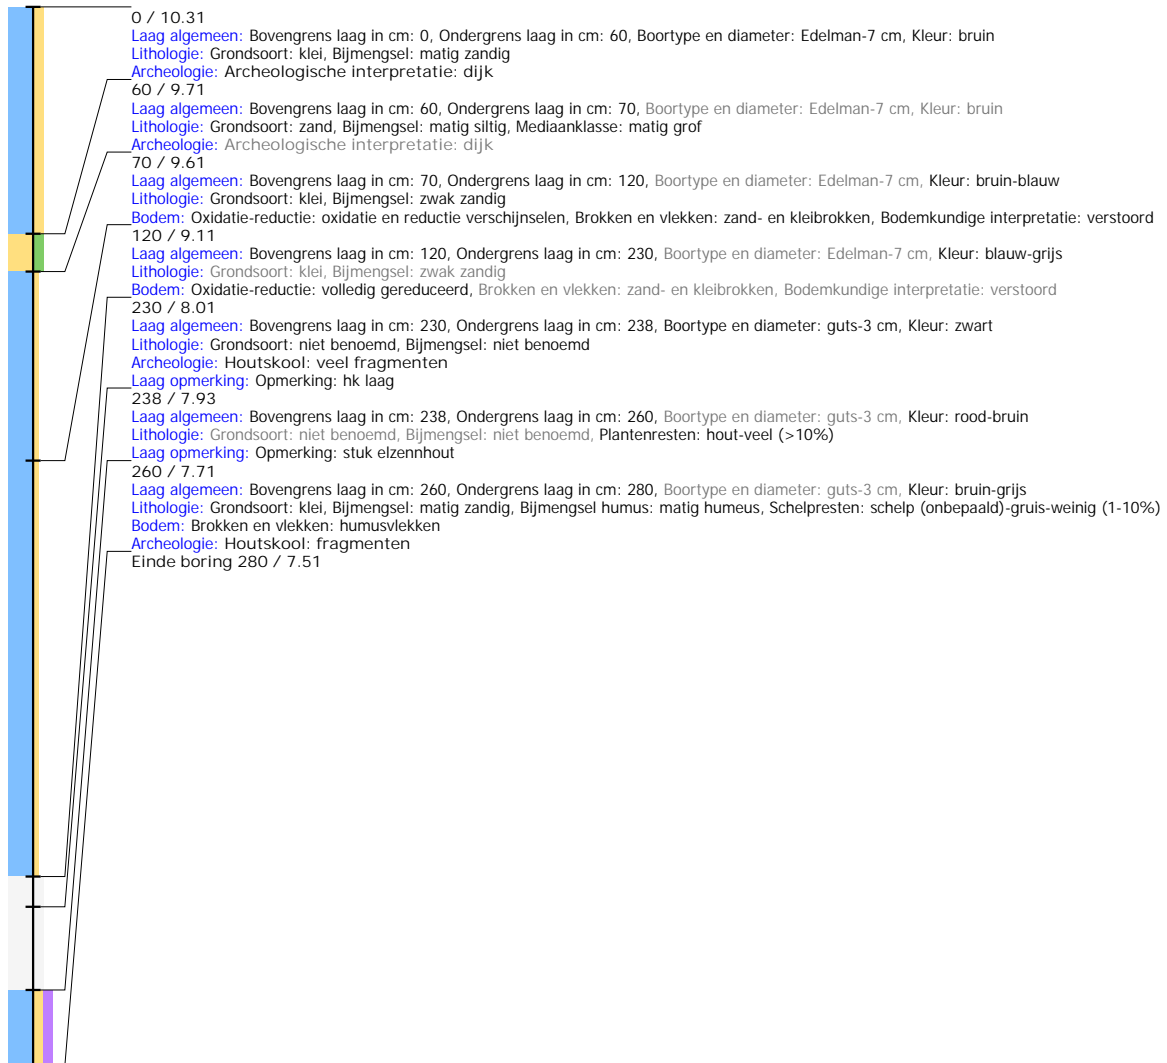 0 / 10.31
Laag algemeen: Bovengrens laag in cm: 0, Ondergrens laag in cm: 60, Boortype en diameter: Edelman-7 cm, Kleur: bruin
Lithologie: Grondsoort: klei, Bijmengsel: matig zandig
Archeologie: Archeologische interpretatie: dijk
60 / 9.71
Laag algemeen: Bovengrens laag in cm: 60, Ondergrens laag in cm: 70, Boortype en diameter: Edelman-7 cm, Kleur: bruin
Lithologie: Grondsoort: zand, Bijmengsel: matig siltig, Mediaanklasse: matig grof
Archeologie: Archeologische interpretatie: dijk
70 / 9.61
Laag algemeen: Bovengrens laag in cm: 70, Ondergrens laag in cm: 120, Boortype en diameter: Edelman-7 cm, Kleur: bruin-blauw
Lithologie: Grondsoort: klei, Bijmengsel: zwak zandig
Bodem: Oxidatie-reductie: oxidatie en reductie verschijnselen, Brokken en vlekken: zand- en kleibrokken, Bodemkundige interpretatie: verstoord
120 / 9.11
Laag algemeen: Bovengrens laag in cm: 120, Ondergrens laag in cm: 230, Boortype en diameter: Edelman-7 cm, Kleur: blauw-grijs
Lithologie: Grondsoort: klei, Bijmengsel: zwak zandig
Bodem: Oxidatie-reductie: volledig gereduceerd, Brokken en vlekken: zand- en kleibrokken, Bodemkundige interpretatie: verstoord
230 / 8.01
Laag algemeen: Bovengrens laag in cm: 230, Ondergrens laag in cm: 238, Boortype en diameter: guts-3 cm, Kleur: zwart
Lithologie: Grondsoort: niet benoemd, Bijmengsel: niet benoemd
Archeologie: Houtskool: veel fragmenten
Laag opmerking: Opmerking: hk laag
238 / 7.93
Laag algemeen: Bovengrens laag in cm: 238, Ondergrens laag in cm: 260, Boortype en diameter: guts-3 cm, Kleur: rood-bruin
Lithologie: Grondsoort: niet benoemd, Bijmengsel: niet benoemd, Plantenresten: hout-veel (>10%)
Laag opmerking: Opmerking: stuk elzennhout
260 / 7.71
Laag algemeen: Bovengrens laag in cm: 260, Ondergrens laag in cm: 280, Boortype en diameter: guts-3 cm, Kleur: bruin-grijs
Lithologie: Grondsoort: klei, Bijmengsel: matig zandig, Bijmengsel humus: matig humeus, Schelpresten: schelp (onbepaald)-gruis-weinig (1-10%)
Bodem: Brokken en vlekken: humusvlekken
Archeologie: Houtskool: fragmenten
Einde boring 280 / 7.51